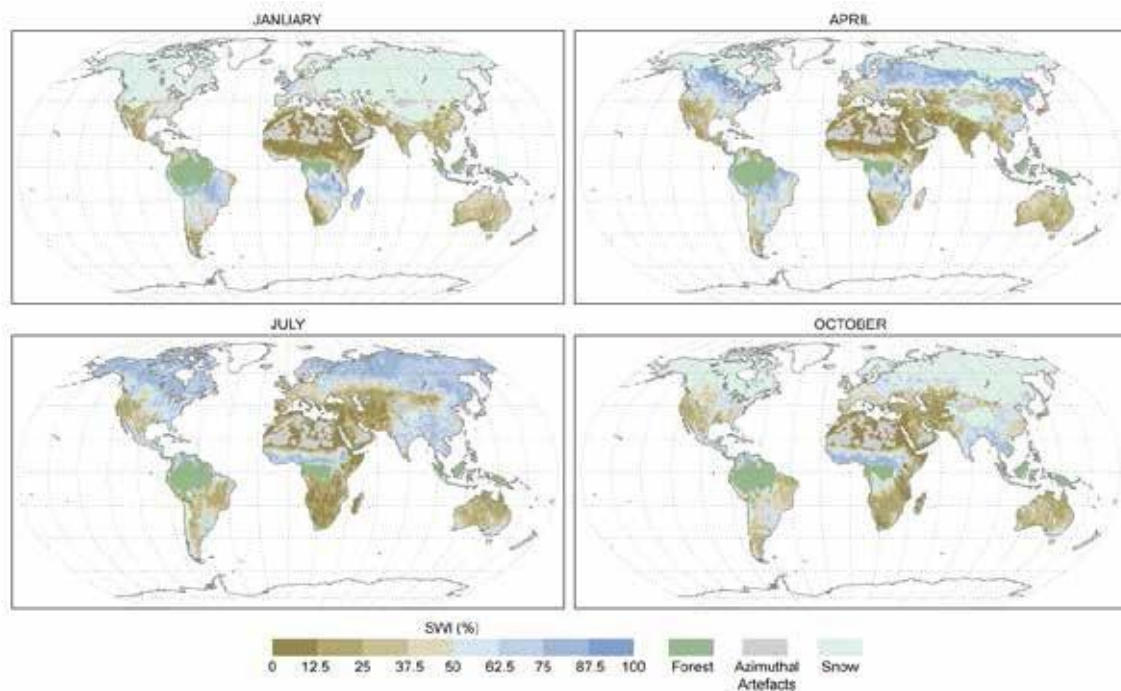 JANUARY
APRIL
JULY
OCTOBER
SWI (%)
0 12.5 25 37.5 50 62.5 75 87.5 100
Forest
Azimuthal
Artefacts
Snow